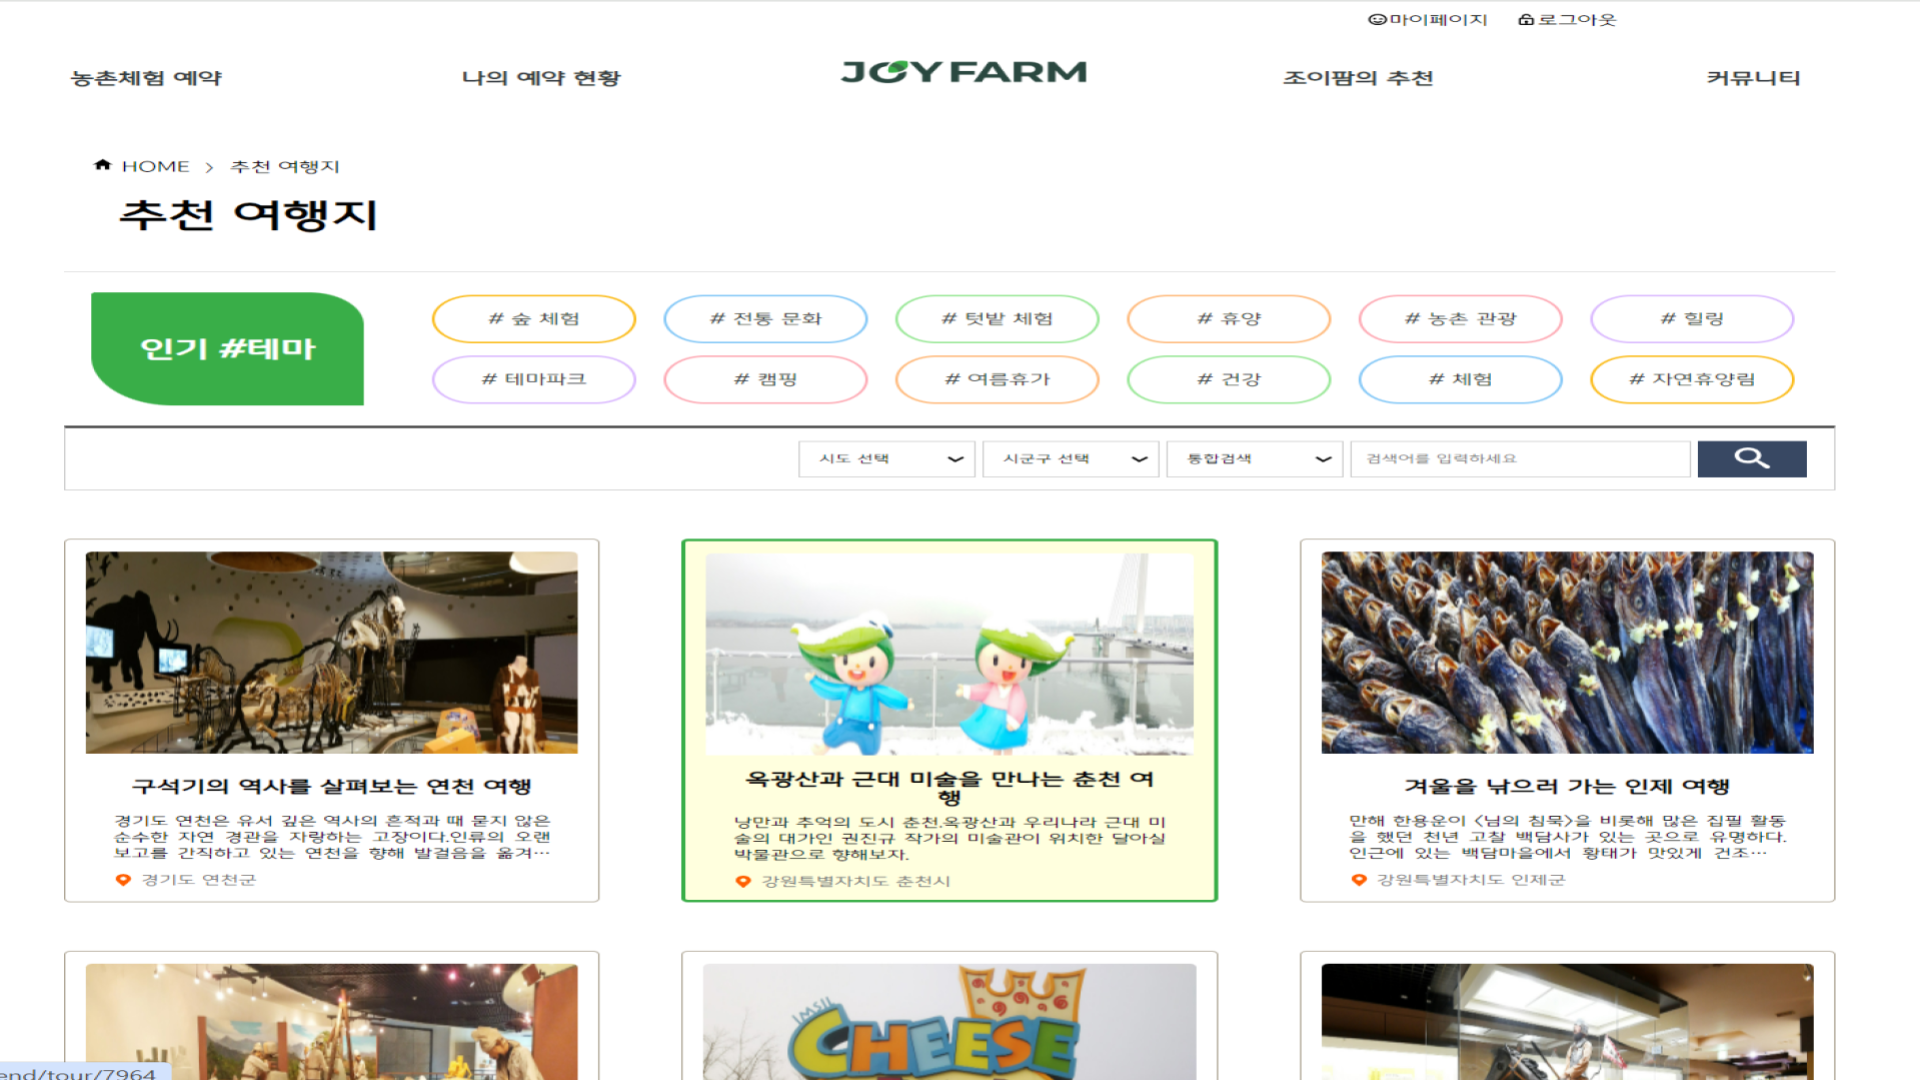 마이페이지 로그아웃
농촌체험 예약 나의 예약 현황 JOYFARM 조이팜의 추천 커뮤니티
HOME > 추천 여행지
추천 여행지
인기 #테마
# 숲 체험 # 전통 문화 # 텃밭 체험 # 휴양 # 농촌 관광 # 힐링
# 테마파크 # 캠핑 # 여름휴가 # 건강 # 체험 # 자연휴양림
시도 선택 시군구 선택 통합검색 검색어를 입력하세요
구석기의 역사를 살펴보는 연천 여행
경기도 연천은 유서 깊은 역사의 흔적과 때 묻지 않은
순수한 자연 경관을 자랑하는 고장이다.인류의 오랜
보고를 간직하고 있는 연천을 향해 발걸음을 옮겨…
경기도 연천군
옥광산과 근대 미술을 만나는 춘천 여
행
낭만과 추억의 도시 춘천.옥광산과 우리나라 근대 미
술의 대가인 권진규 작가의 미술관이 위치한 달아실
박물관으로 향해보자.
강원특별자치도 춘천시
겨울을 낚으러 가는 인제 여행
만해 한용운이 <님의 침묵>을 비롯해 많은 집필 활동
을 했던 천년 고찰 백담사가 있는 곳으로 유명하다.
인근에 있는 백담마을에서 황태가 맛있게 건조…
강원특별자치도 인제군
IMSIL
CHEESE
end/tour/7964